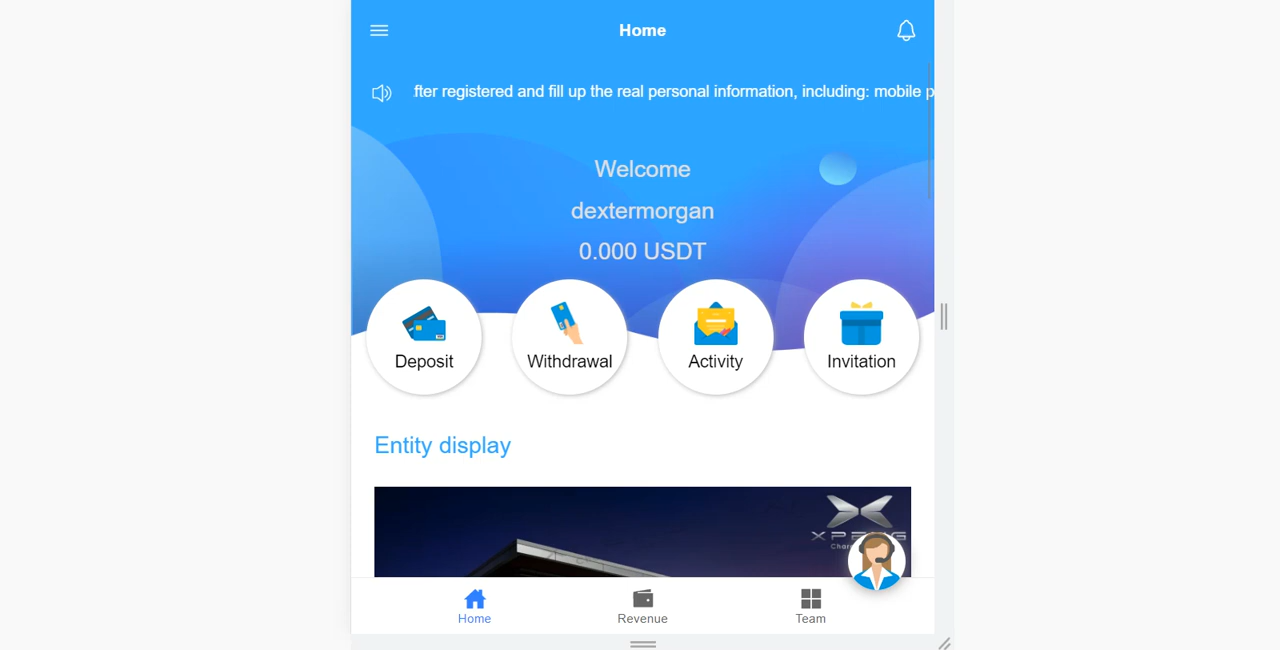 Home
fter registered and fill up the real personal information, including: mobile p
Welcome
dextermorgan
0.000 USDT
Deposit
Withdrawal
Activity
Invitation
Entity display
Home
Revenue
Team